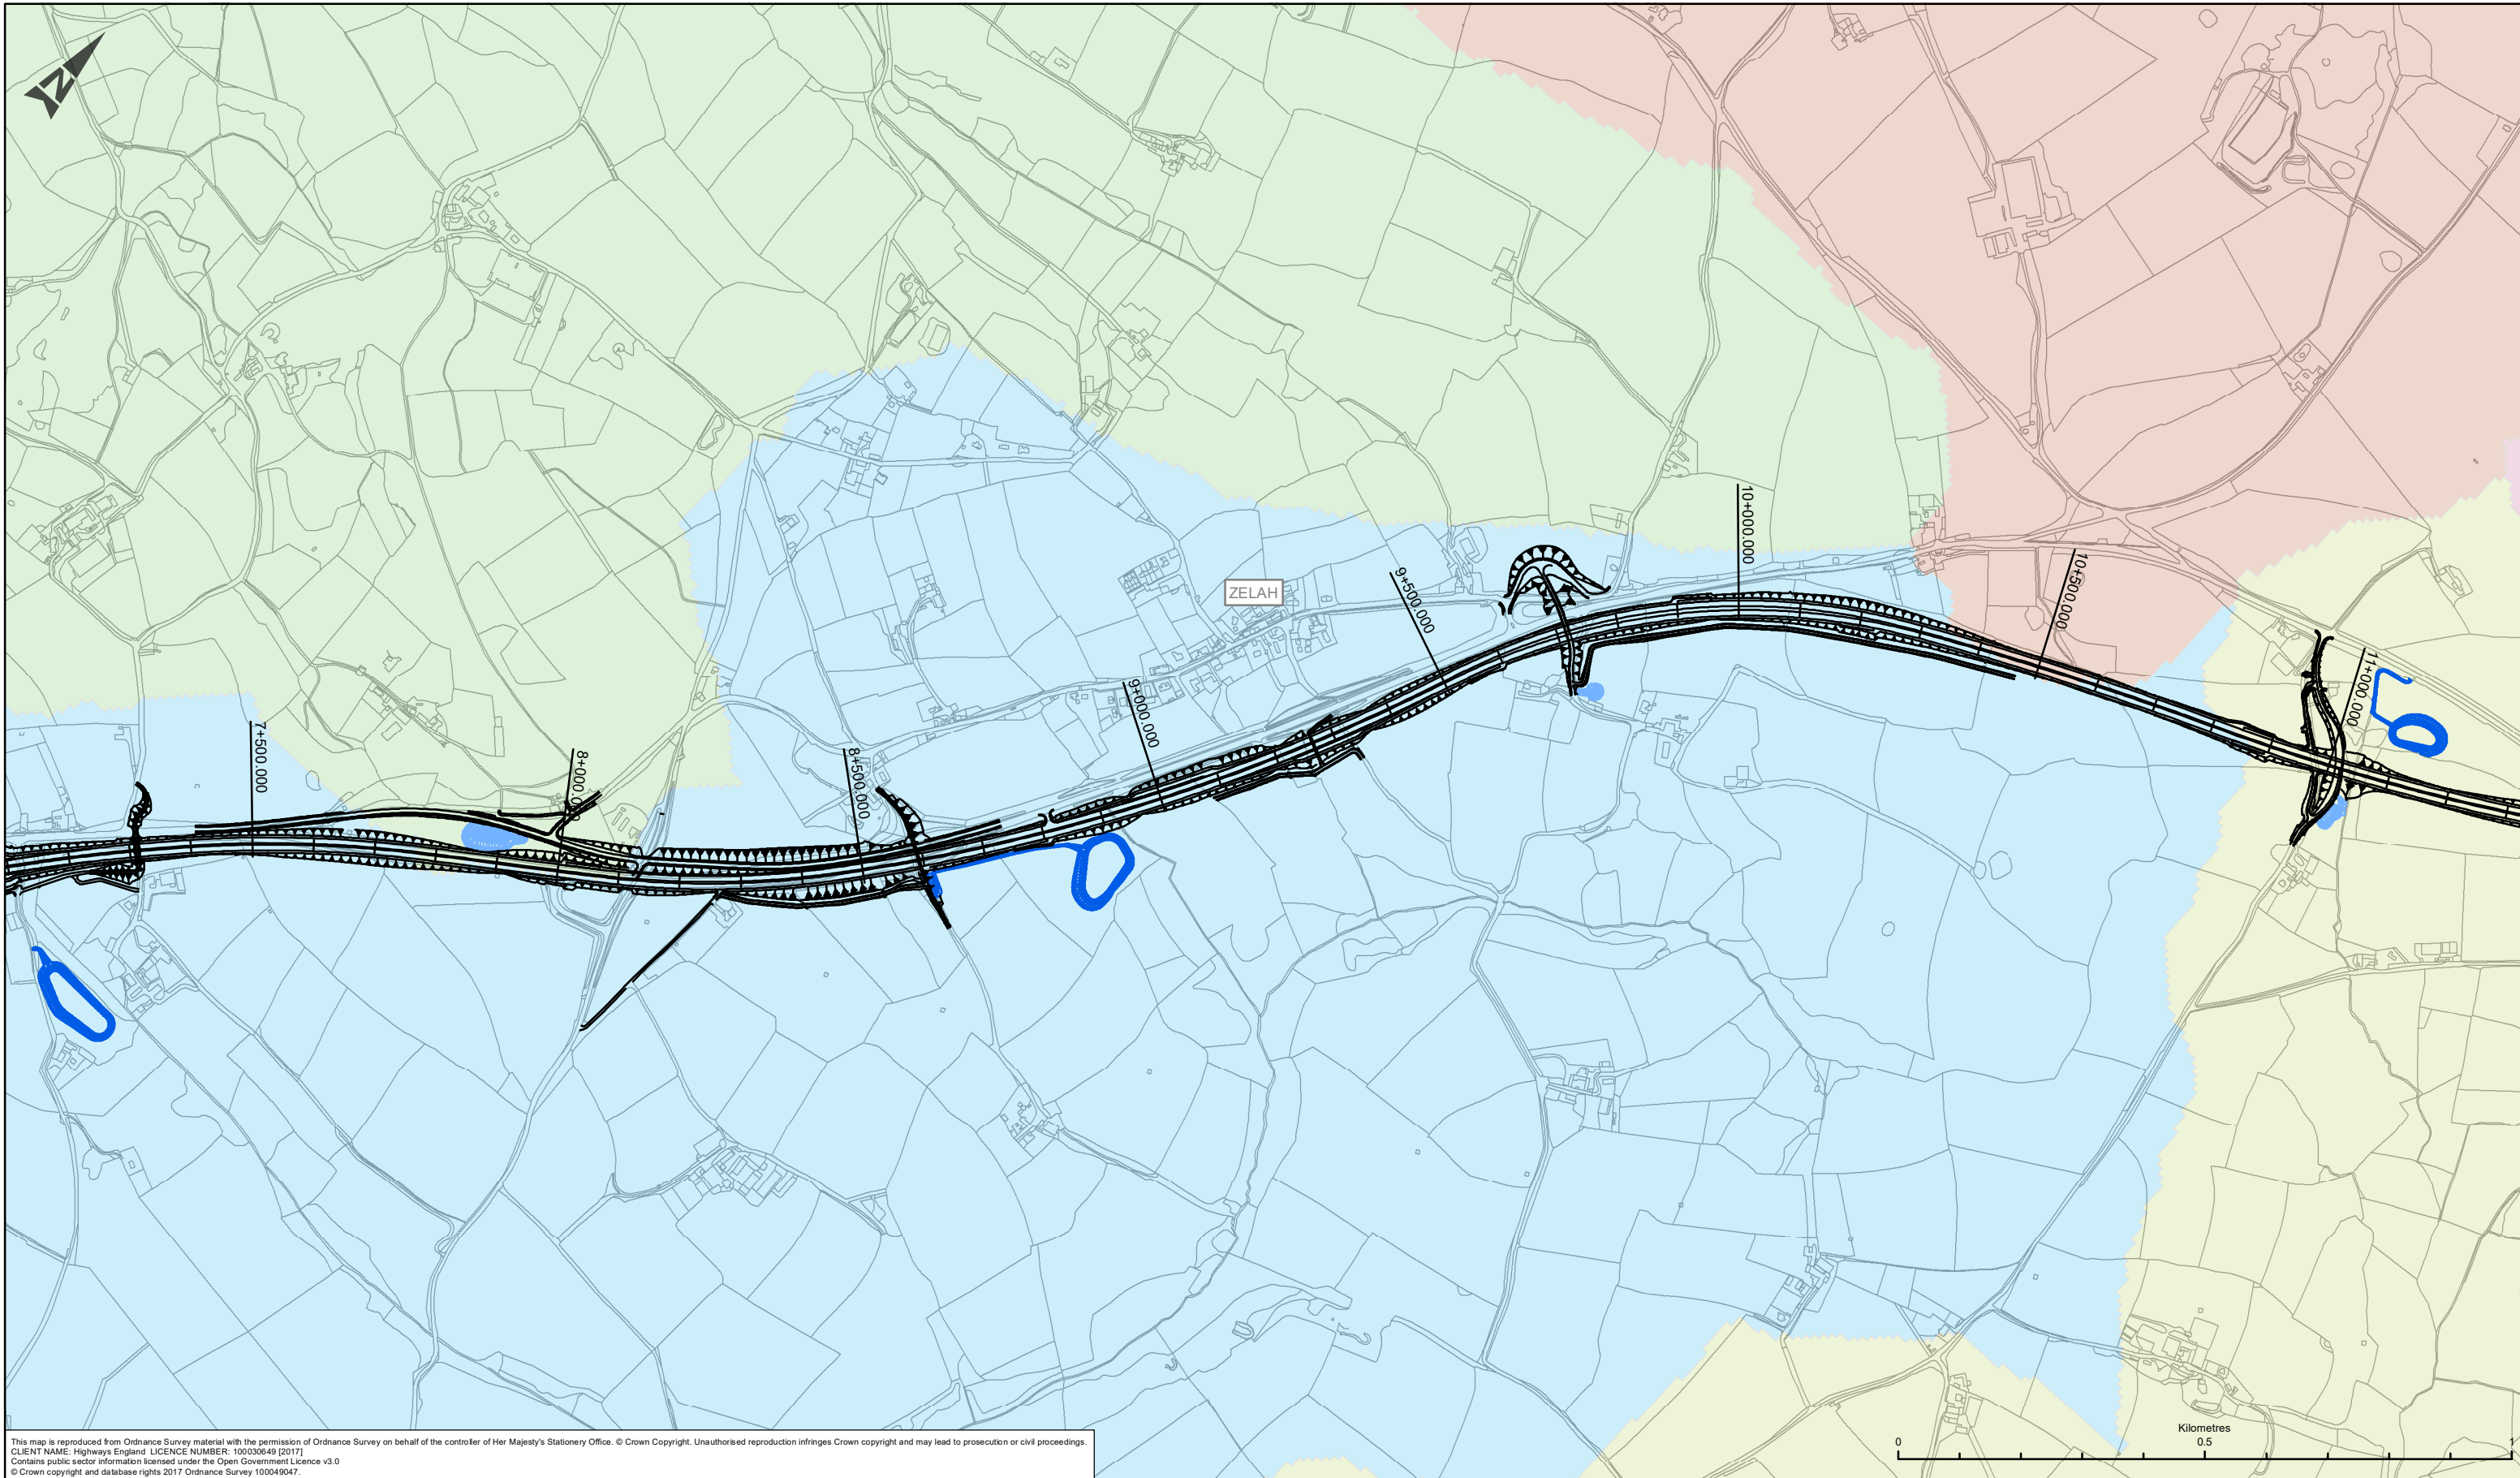 N
10+000.000
10+500.000
9+500.000
ZELAH
11+000.000
9+000.000
7+500.000
8+000.000
8+500.000
Kilometres
0 0.5 1
This map is reproduced from Ordnance Survey material with the permission of Ordnance Survey on behalf of the controller of Her Majesty's Stationery Office. © Crown Copyright. Unauthorised reproduction infringes Crown copyright and may lead to prosecution or civil proceedings.
CLIENT NAME: Highways England LICENCE NUMBER: 100030649 [2017]
Contains public sector information licensed under the Open Government Licence v3.0
© Crown copyright and database rights 2017 Ordnance Survey 100049047.